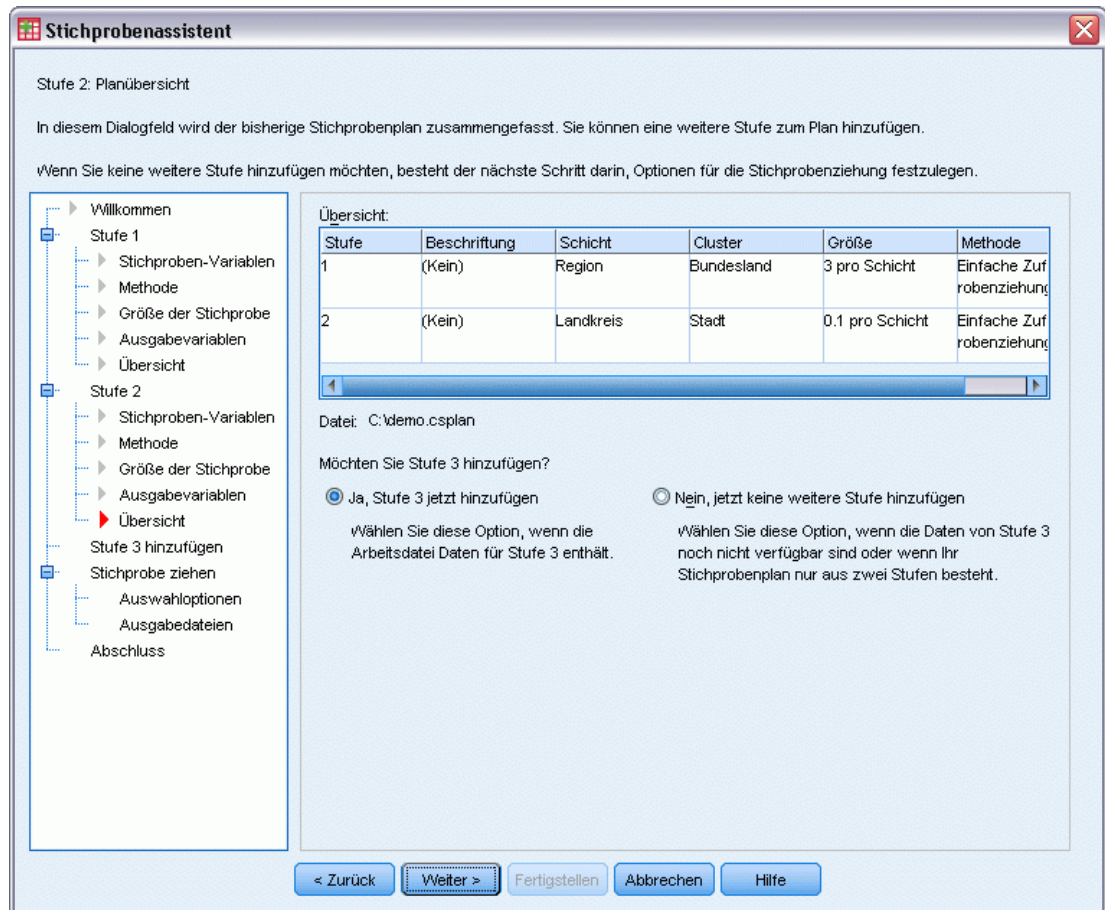 Stichprobenassistent
Stufe 2: Planübersicht
In diesem Dialogfeld wird der bisherige Stichprobenplan zusammengefasst. Sie können eine weitere Stufe zum Plan hinzufügen.
Wenn Sie keine weitere Stufe hinzufügen möchten, besteht der nächste Schritt darin, Optionen für die Stichprobenziehung festzulegen.
Willkommen
Stufe 1
Stichproben-Variablen
Methode
Größe der Stichprobe
Ausgabevariablen
Übersicht
Stufe 2
Stichproben-Variablen
Methode
Größe der Stichprobe
Ausgabevariablen
Übersicht
Stufe 3 hinzufügen
Stichprobe ziehen
Auswahloptionen
Ausgabedateien
Abschluss
Übersicht:
Stufe Beschriftung Schicht Cluster Größe Methode
1 (Kein) Region Bundesland 3 pro Schicht Einfache Zuf
robenziehung
2 (Kein) Landkreis Stadt 0.1 pro Schicht Einfache Zuf
robenziehung
Datei: C:\demo.csplan
Möchten Sie Stufe 3 hinzufügen?
Ja, Stufe 3 jetzt hinzufügen
Wählen Sie diese Option, wenn die
Arbeitsdatei Daten für Stufe 3 enthält.
Nein, jetzt keine weitere Stufe hinzufügen
Wählen Sie diese Option, wenn die Daten von Stufe 3
noch nicht verfügbar sind oder wenn Ihr
Stichprobenplan nur aus zwei Stufen besteht.
< Zurück Weiter > Fertigstellen Abbrechen Hilfe